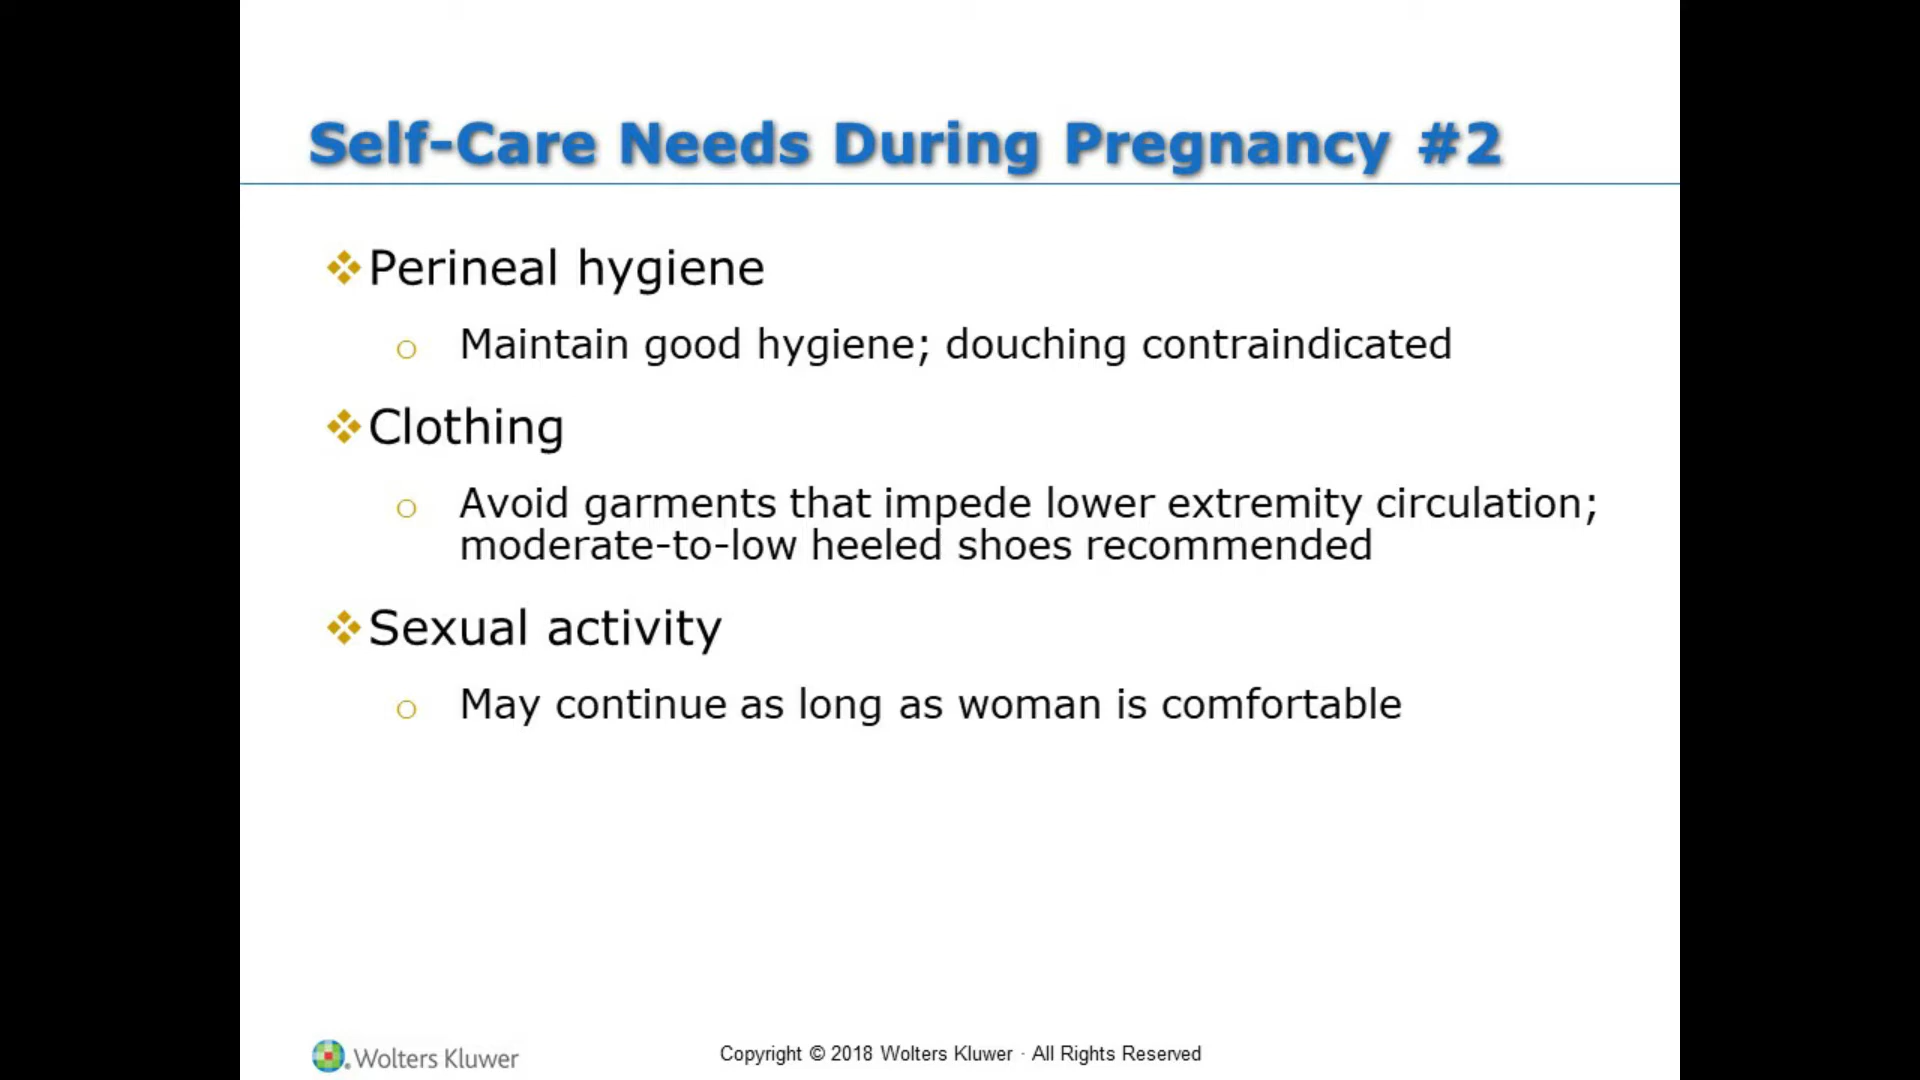 Self-Care Needs During Pregnancy #2
❖Perineal hygiene
o Maintain good hygiene; douching contraindicated
❖Clothing
o Avoid garments that impede lower extremity circulation;
moderate-to-low heeled shoes recommended
❖Sexual activity
o May continue as long as woman is comfortable
Wolters Kluwer
Copyright © 2018 Wolters Kluwer · All Rights Reserved